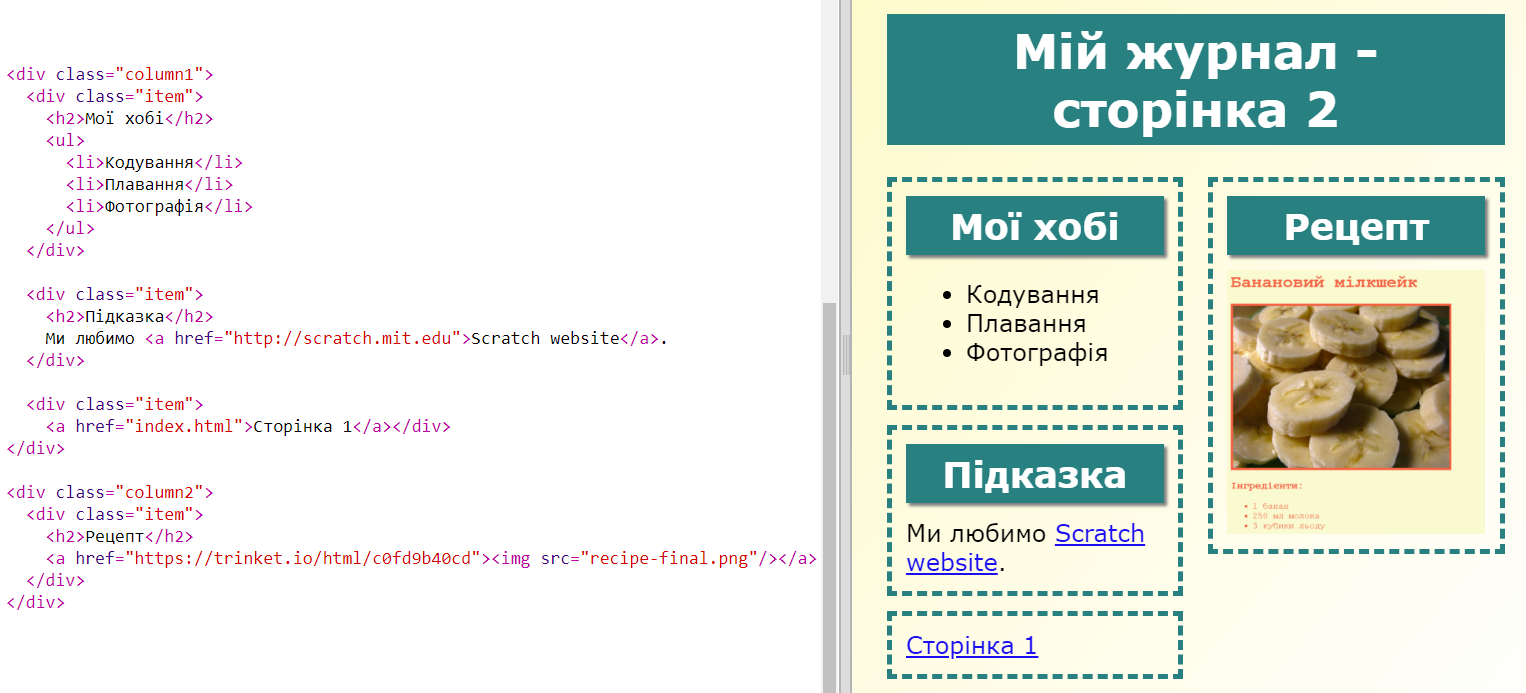 <div class="column1">
<div class="item">
<h2>Мої хобі</h2>
<ul>
<li>Кодування</li>
<li>Плавання</li>
<li>Фотографія</li>
</ul>
</div>
<div class="item">
<h2>Підказка</h2>
Ми любимо <a href="http://scratch.mit.edu">Scratch website</a>.
</div>
<div class="item">
<a href="index.html">Сторінка 1</a></div>
</div>
<div class="column2">
<div class="item">
<h2>Рецепт</h2>
<a href="https://trinket.io/html/c0fd9b40cd"><img src="recipe-final.png"/></a>
</div>
</div>
Мій журнал -
сторінка 2
Мої хобі
Кодування
Плавання
Фотографія
Підказка
Ми любимо Scratch
website.
Сторінка 1
Рецепт
Банановий мілкшейк
Інгредієнти:
1 банан
250 мл молока
3 кубики льоду